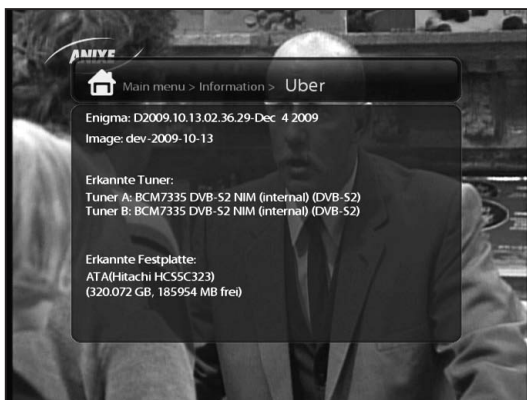 ANIXE
Main menu > Information > Uber
Enigma: D2009.10.13.02.36.29-Dec 4 2009
Image: dev-2009-10-13
Erkannte Tuner:
Tuner A: BCM7335 DVB-S2 NIM (internal) (DVB-S2)
Tuner B: BCM7335 DVB-S2 NIM (internal) (DVB-S2)
Erkannte Festplatte:
ATA(Hitachi HCS5C323)
(320.072 GB, 185954 MB frei)